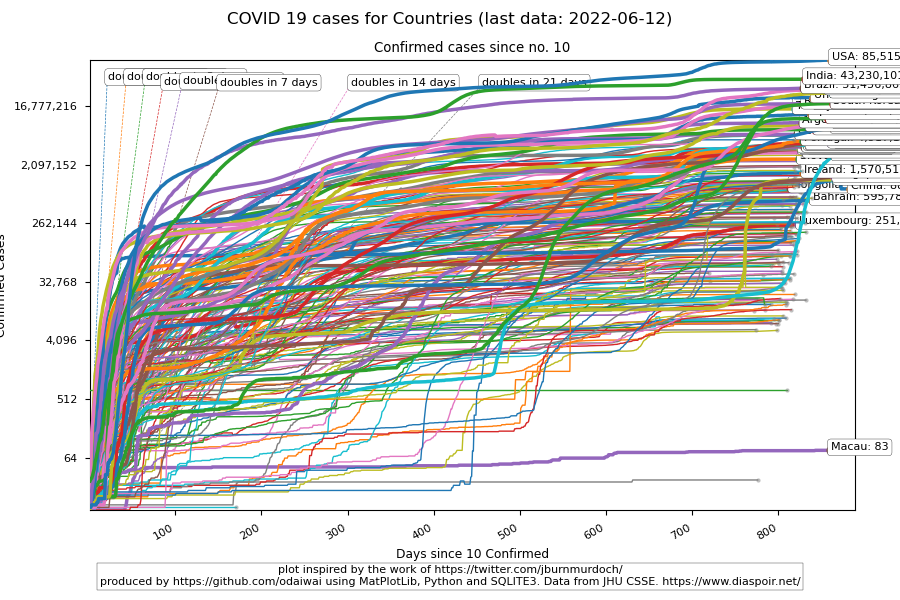 COVID 19 cases for Countries (last data: 2022-06-12)
Confirmed cases since no. 10
doubles in 7 days
doubles in 14 days
doubles in 21 days
USA: 85,515
India: 43,230,101
Ireland: 1,570,51
Bahrain: 595,78
Luxembourg: 251,
Macau: 83
16,777,216
2,097,152
262,144
32,768
4,096
512
64
Confirmed Cases
100
200
300
400
500
600
700
800
Days since 10 Confirmed
plot inspired by the work of https://twitter.com/jburnmurdoch/
produced by https://github.com/odaiwai using MatPlotLib, Python and SQLITE3. Data from JHU CSSE. https://www.diaspoir.net/